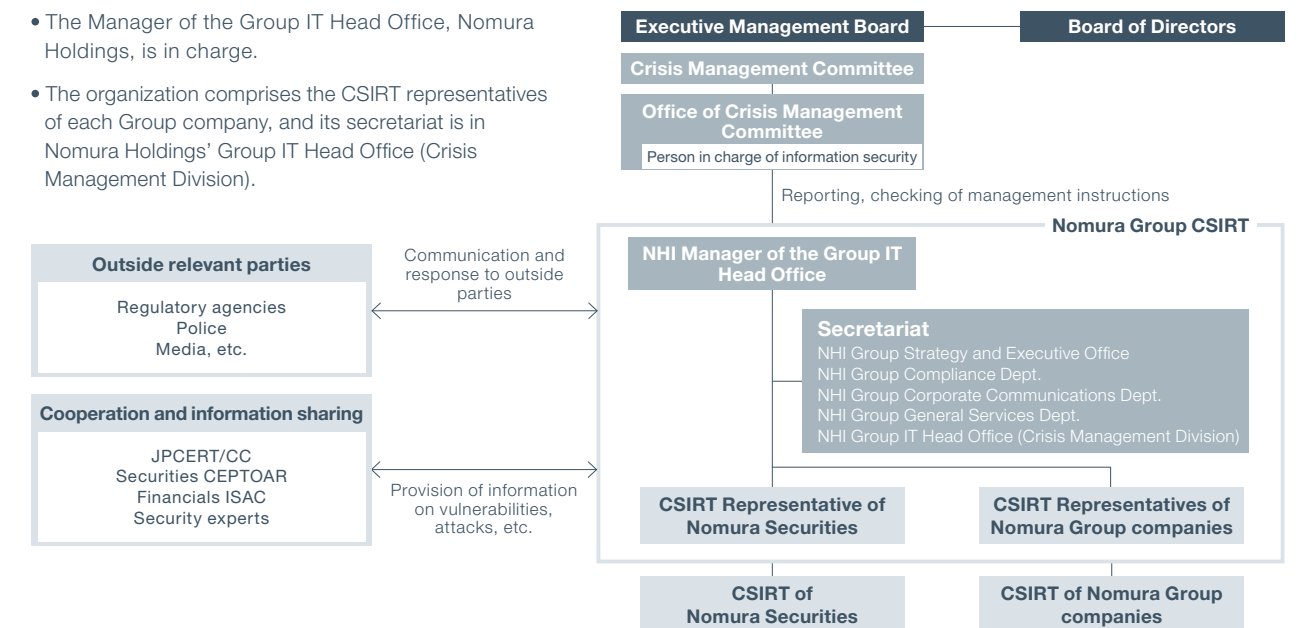 • The Manager of the Group IT Head Office, Nomura
Holdings, is in charge.
• The organization comprises the CSIRT representatives
of each Group company, and its secretariat is in
Nomura Holdings’ Group IT Head Office (Crisis
Management Division).
Executive Management Board
Board of Directors
Crisis Management Committee
Office of Crisis Management
Committee
Person in charge of information security
Reporting, checking of management instructions
Nomura Group CSIRT
NHI Manager of the Group IT
Head Office
Outside relevant parties
Regulatory agencies
Police
Media, etc.
Communication and
response to outside
parties
Secretariat
NHI Group Strategy and Executive Office
NHI Group Compliance Dept.
NHI Group Corporate Communications Dept.
NHI Group General Services Dept.
NHI Group IT Head Office (Crisis Management Division)
Cooperation and information sharing
JPCERT/CC
Securities CEPTOAR
Financials ISAC
Security experts
Provision of information
on vulnerabilities,
attacks, etc.
CSIRT Representative of
Nomura Securities
CSIRT Representatives of
Nomura Group companies
CSIRT of
Nomura Securities
CSIRT of Nomura Group
companies